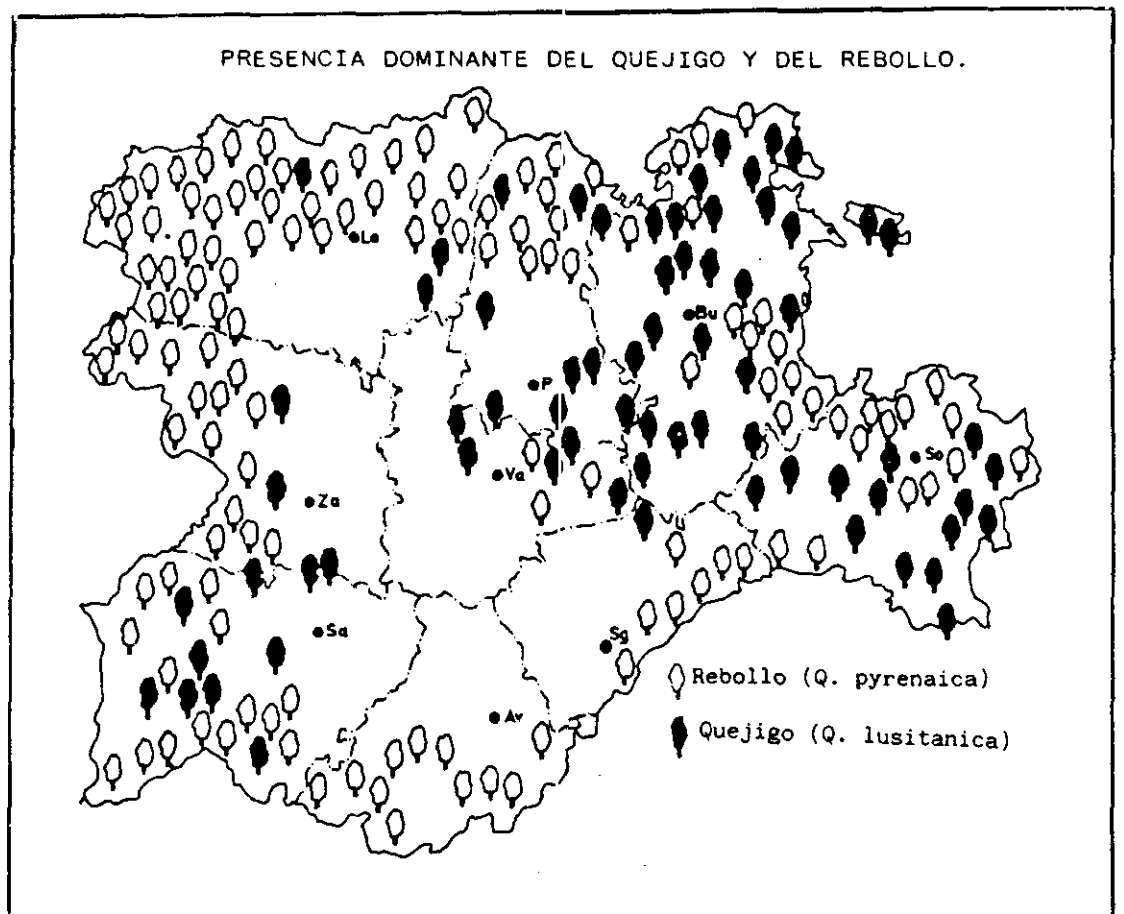 PRESENCIA DOMINANTE DEL QUEJIGO Y DEL REBOLLO.
Le
Bu
P
So
Va
Za
Sa
Sg
Rebollo (Q. pyrenaica)
Av
Quejigo (Q. lusitanica)